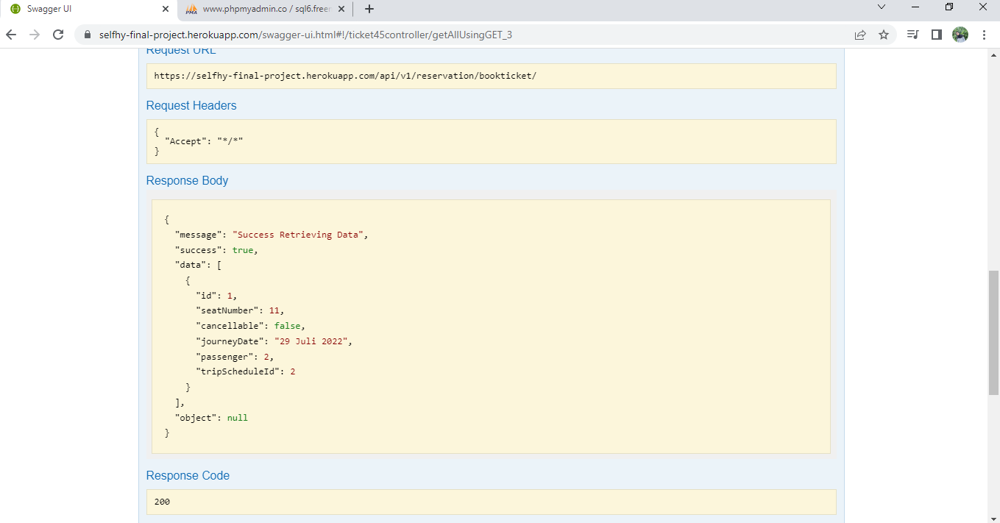 Swagger UI
www.phpmyadmin.co / sql6.freer
selfhy-final-project.herokuapp.com/swagger-ui.html#!/ticket45controller/getAllUsingGET_3
Request URL
https://selfhy-final-project.herokuapp.com/api/v1/reservation/bookticket/
Request Headers
{
"Accept": "*/*"
}
Response Body
{
"message": "Success Retrieving Data",
"success": true,
"data": [
{
"id": 1,
"seatNumber": 11,
"cancellable": false,
"journeyDate": "29 Juli 2022",
"passenger": 2,
"tripScheduleId": 2
}
],
"object": null
}
Response Code
200